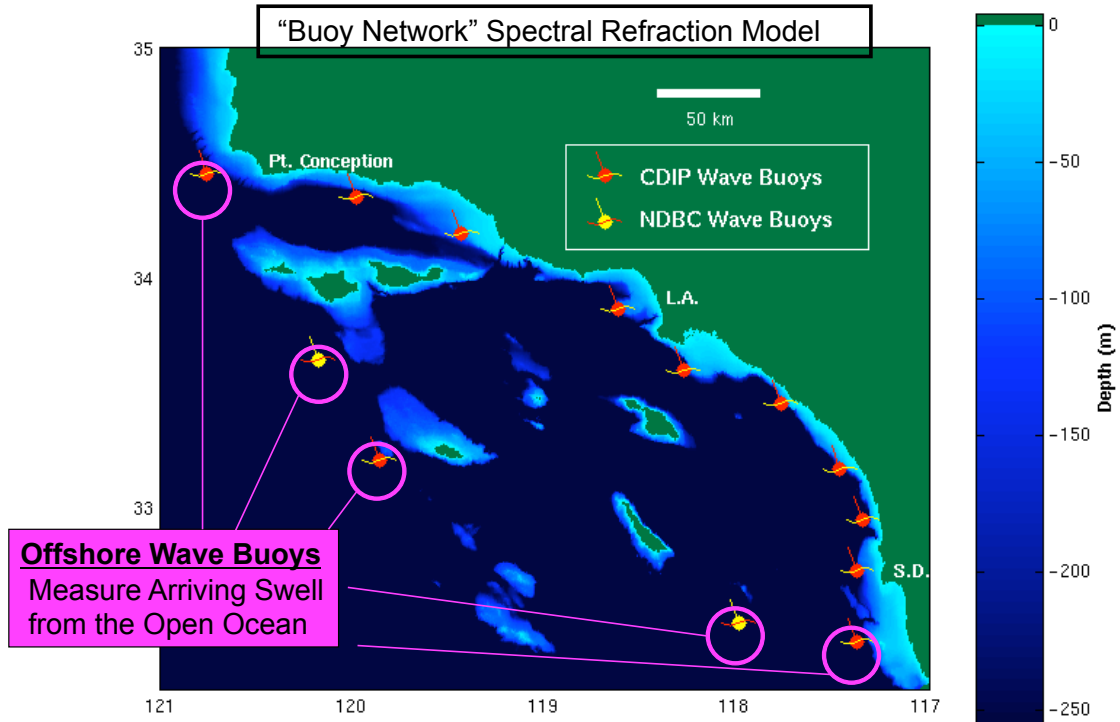 “Buoy Network” Spectral Refraction Model
35
34
33
50 km
Pt. Conception
CDIP Wave Buoys
NDBC Wave Buoys
L.A.
S.D.
Offshore Wave Buoys
Measure Arriving Swell
from the Open Ocean
121
120
119
118
117
0
-50
-100
-150
-200
-250
Depth (m)